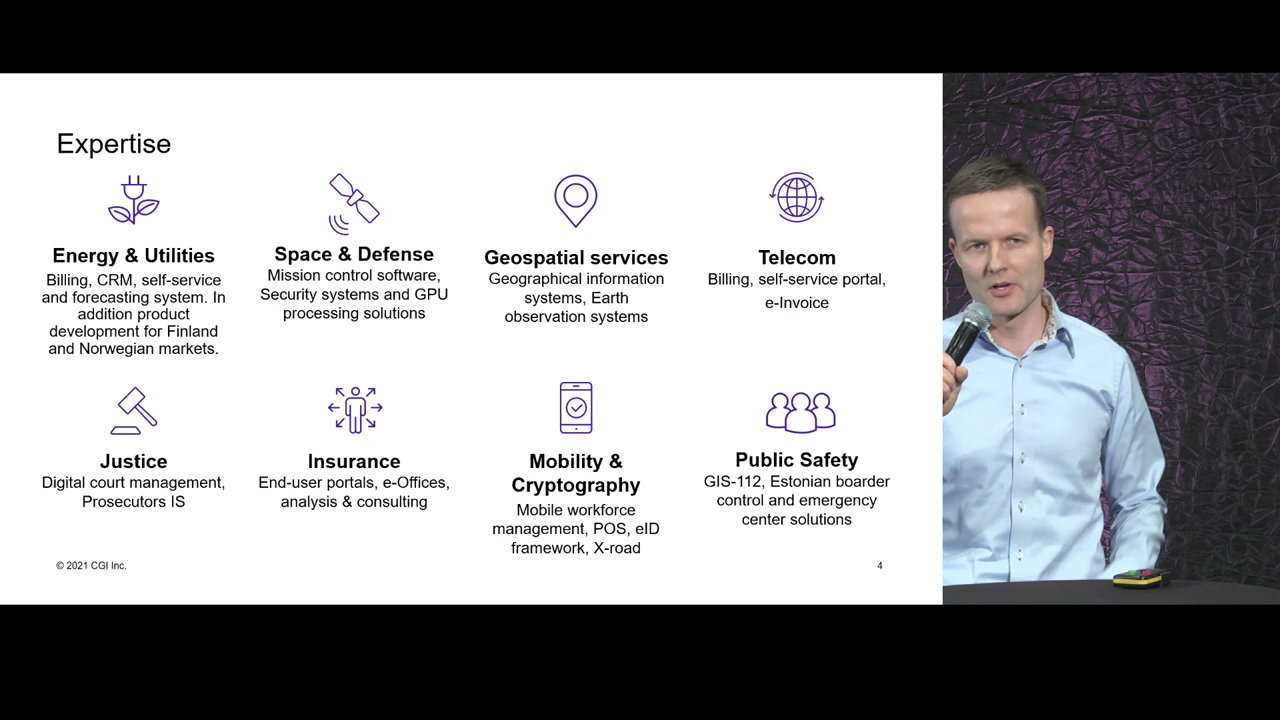 Expertise
Energy & Utilities
Billing, CRM, self-service
and forecasting system. In
addition product
development for Finland
and Norwegian markets.
Space & Defense
Mission control software,
Security systems and GPU
processing solutions
Geospatial services
Geographical information
systems, Earth
observation systems
Telecom
Billing, self-service portal,
e-Invoice
Justice
Digital court management,
Prosecutors IS
Insurance
End-user portals, e-Offices,
analysis & consulting
Mobility &
Cryptography
Mobile workforce
management, POS, eID
framework, X-road
Public Safety
GIS-112, Estonian boarder
control and emergency
center solutions
© 2021 CGI Inc.
4